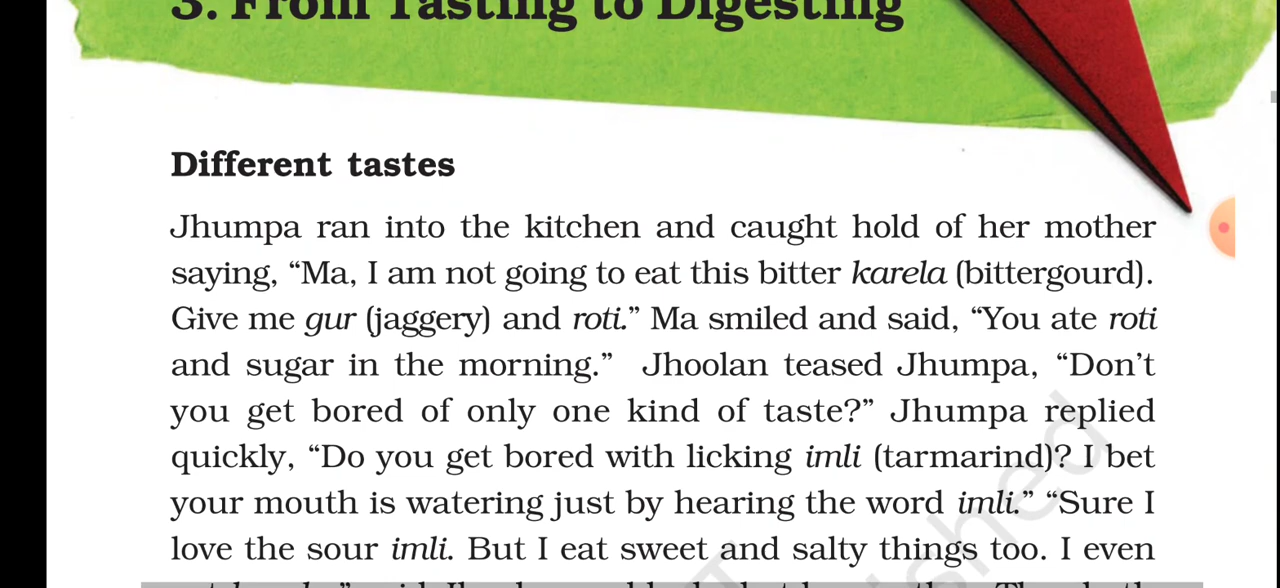 3. From Tasting to Digesting
Different tastes
Jhumpa ran into the kitchen and caught hold of her mother
saying, “Ma, I am not going to eat this bitter karela (bittergourd).
Give me gur (jaggery) and roti.” Ma smiled and said, “You ate roti
and sugar in the morning.” Jhoolan teased Jhumpa, “Don’t
you get bored of only one kind of taste?” Jhumpa replied
quickly, “Do you get bored with licking imli (tarmarind)? I bet
your mouth is watering just by hearing the word imli.” “Sure I
love the sour imli. But I eat sweet and salty things too. I even